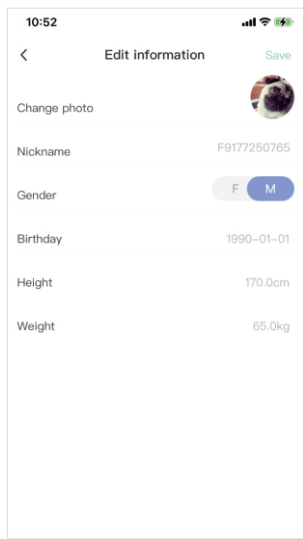 10:52
Edit information
Save
Change photo
Nickname
F9177250765
Gender
F M
Birthday
1990-01-01
Height
170.0cm
Weight
65.0kg